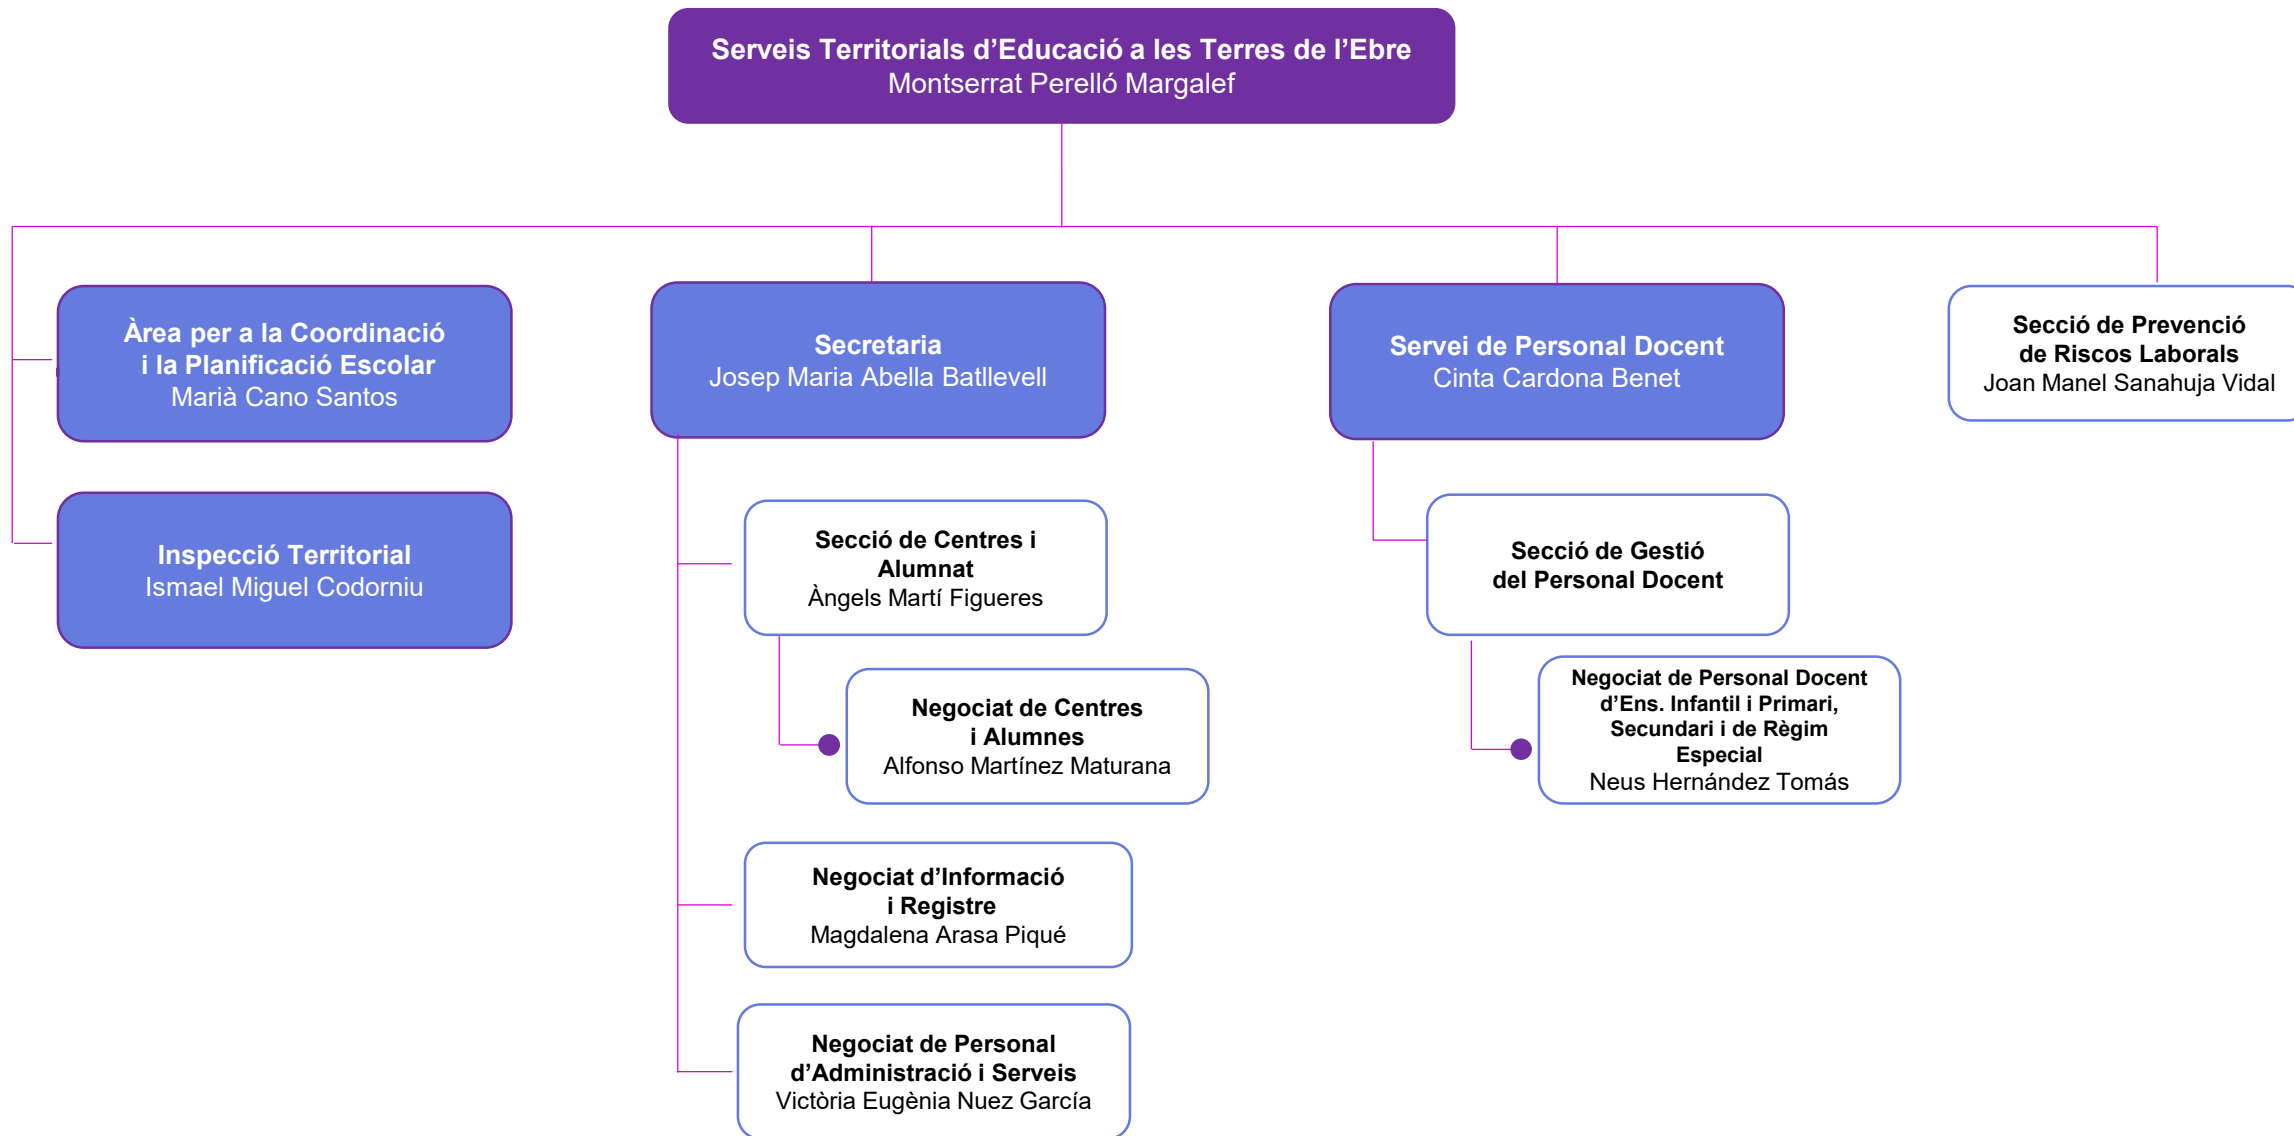 Serveis Territorials d’Educació a les Terres de l’Ebre
Montserrat Perelló Margalef
Àrea per a la Coordinació
i la Planificació Escolar
Marià Cano Santos
Inspecció Territorial
Ismael Miguel Codorniu
Secretaria
Josep Maria Abella Batllevell
Secció de Centres i
Alumnat
Àngels Martí Figueres
Negociat de Centres
i Alumnes
Alfonso Martínez Maturana
Negociat d’Informació
i Registre
Magdalena Arasa Piqué
Negociat de Personal
d’Administració i Serveis
Victòria Eugènia Nuez García
Servei de Personal Docent
Cinta Cardona Benet
Secció de Gestió
del Personal Docent
Negociat de Personal Docent
d’Ens. Infantil i Primari,
Secundari i de Règim
Especial
Neus Hernández Tomás
Secció de Prevenció
de Riscos Laborals
Joan Manel Sanahuja Vidal